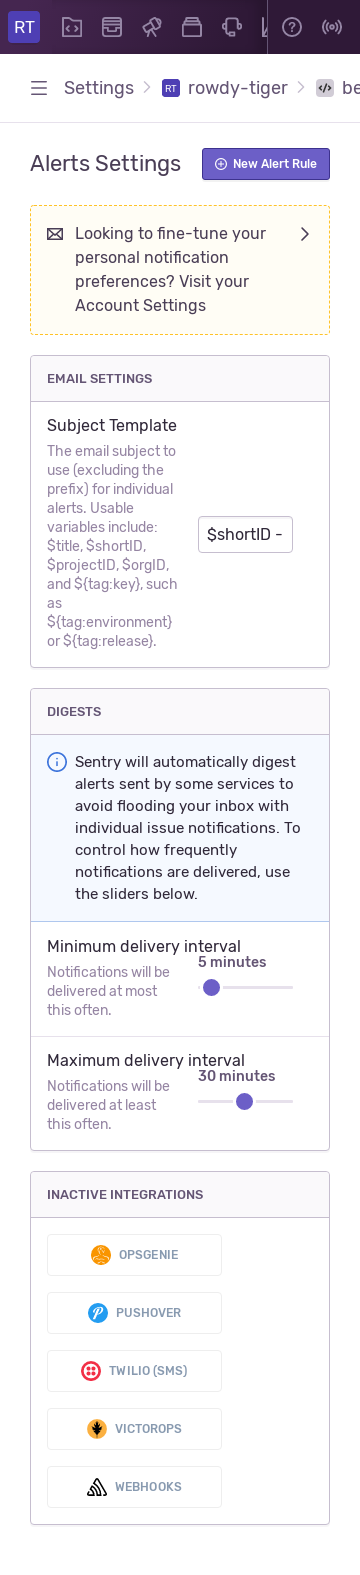 RT
Settings
RT rowdy-tiger
be
Alerts Settings
New Alert Rule
Looking to fine-tune your
personal notification
preferences? Visit your
Account Settings
EMAIL SETTINGS
Subject Template
The email subject to
use (excluding the
prefix) for individual
alerts. Usable
variables include:
$title, $shortID,
$projectID, $orgID,
and ${tag:key}, such
as
${tag:environment}
or ${tag:release}.
$shortID -
DIGESTS
Sentry will automatically digest
alerts sent by some services to
avoid flooding your inbox with
individual issue notifications. To
control how frequently
notifications are delivered, use
the sliders below.
Minimum delivery interval
Notifications will be
delivered at most
this often.
5 minutes
Maximum delivery interval
Notifications will be
delivered at least
this often.
30 minutes
INACTIVE INTEGRATIONS
OPSGENIE
PUSHOVER
TWILIO (SMS)
VICTOROPS
WEBHOOKS